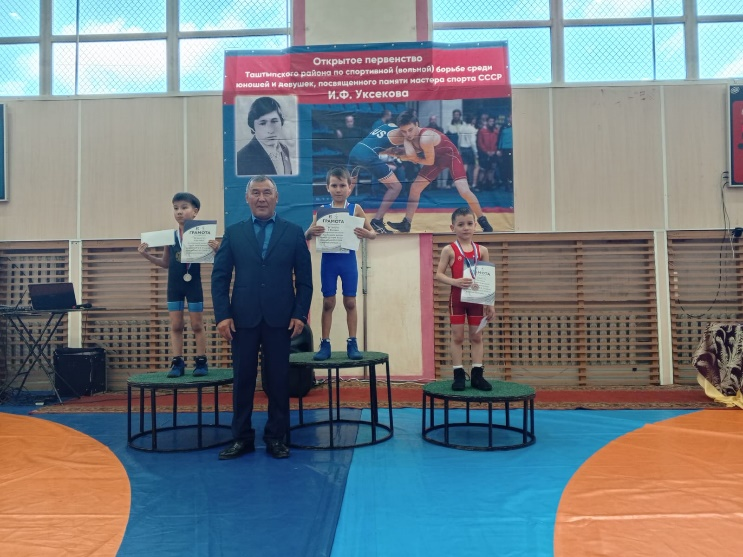 Открытое первенство
Таштыпского района по спортивной (вольной) борьбе среди
юношей и девушек, посвященного памяти мастера спорта СССР
И.Ф. Уксекова
US
ГРАМОТА
ГРАМОТА
ГРАМОТА